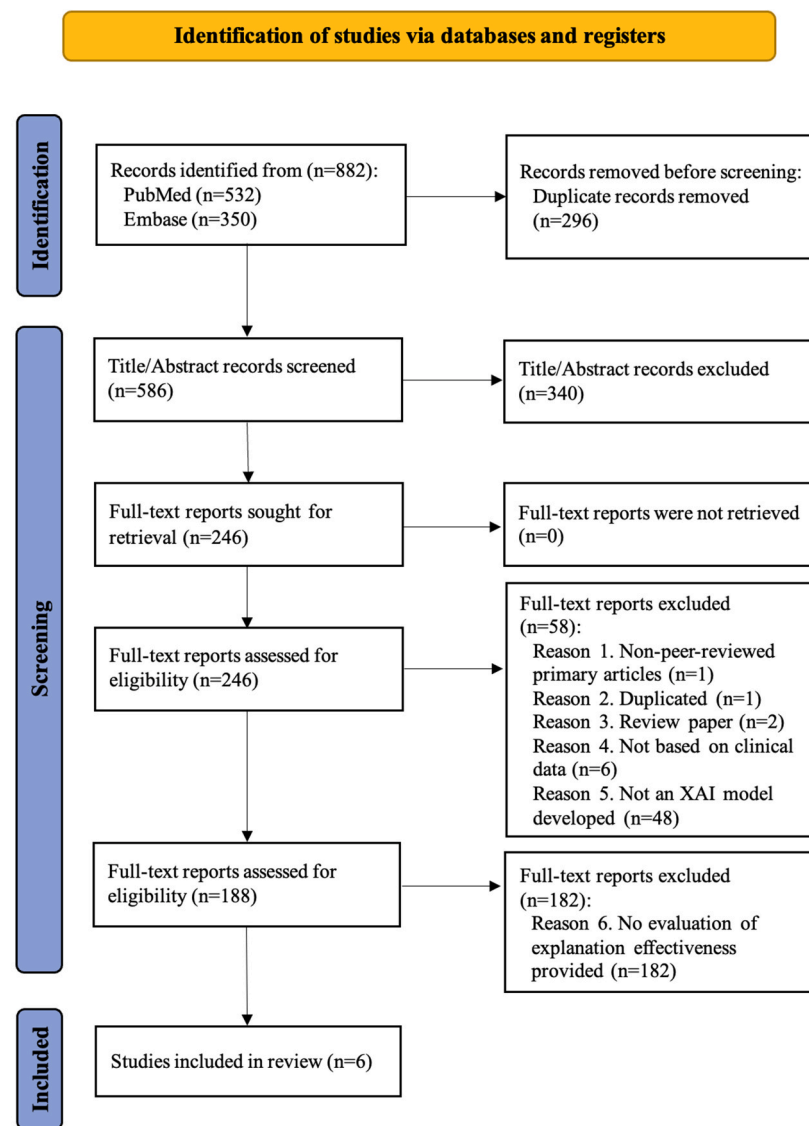 Identification of studies via databases and registers
Identification
Records identified from (n=882):
PubMed (n=532)
Embase (n=350)
Records removed before screening:
Duplicate records removed
(n=296)
Screening
Title/Abstract records screened
(n=586)
Title/Abstract records excluded
(n=340)
Full-text reports sought for
retrieval (n=246)
Full-text reports were not retrieved
(n=0)
Full-text reports assessed for
eligibility (n=246)
Full-text reports excluded
(n=58):
Reason 1. Non-peer-reviewed
primary articles (n=1)
Reason 2. Duplicated (n=1)
Reason 3. Review paper (n=2)
Reason 4. Not based on clinical
data (n=6)
Reason 5. Not an XAI model
developed (n=48)
Full-text reports assessed for
eligibility (n=188)
Full-text reports excluded
(n=182):
Reason 6. No evaluation of
explanation effectiveness
provided (n=182)
Included
Studies included in review (n=6)